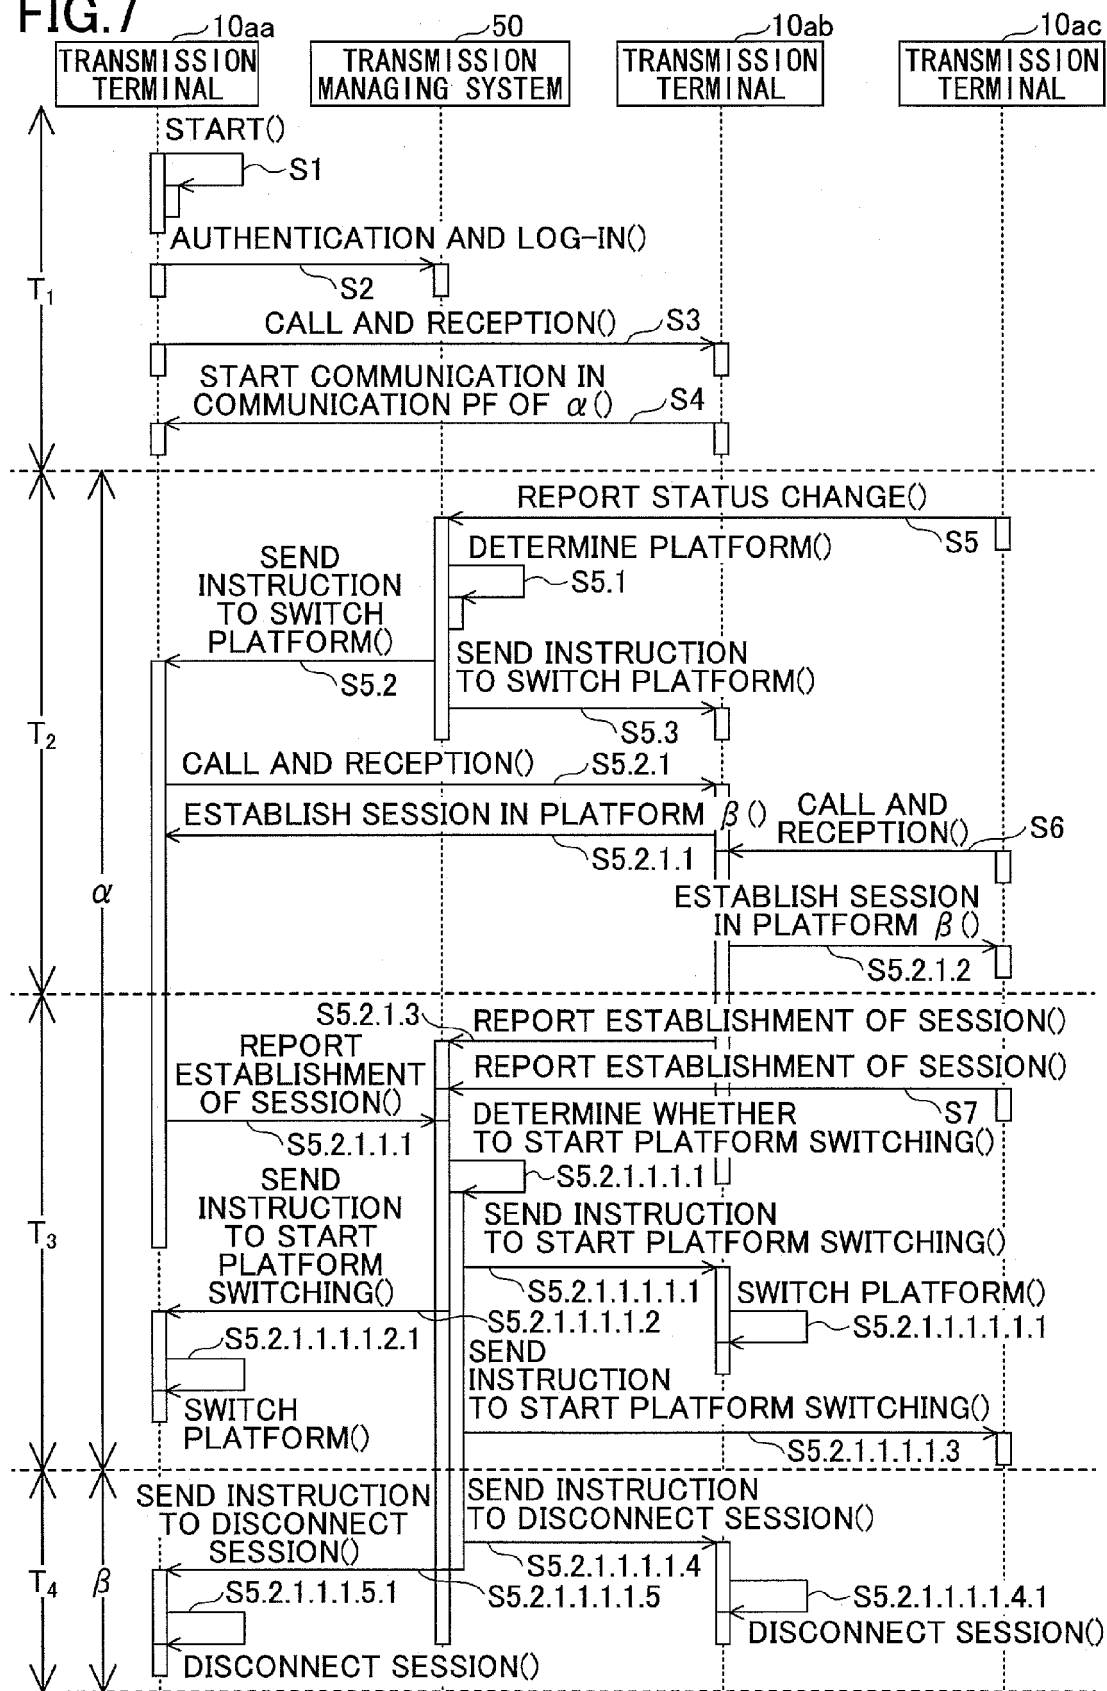 FIG.7
10aa
50
10ab
10ac
TRANSMISSION
TERMINAL
TRANSMISSION
MANAGING SYSTEM
TRANSMISSION
TERMINAL
TRANSMISSION
TERMINAL
START()
S1
AUTHENTICATION AND LOG-IN()
S2
T1
CALL AND RECEPTION()
S3
START COMMUNICATION IN
COMMUNICATION PF OF α()
S4
REPORT STATUS CHANGE()
S5
DETERMINE PLATFORM()
S5.1
SEND
INSTRUCTION
TO SWITCH
PLATFORM()
S5.2
SEND INSTRUCTION
TO SWITCH PLATFORM()
S5.3
T2
CALL AND RECEPTION()
S5.2.1
ESTABLISH SESSION IN PLATFORM β()
S5.2.1.1
CALL AND
RECEPTION()
S6
α
ESTABLISH SESSION
IN PLATFORM β()
S5.2.1.2
S5.2.1.3
REPORT ESTABLISHMENT OF SESSION()
REPORT
ESTABLISHMENT
OF SESSION()
S5.2.1.1.1
REPORT ESTABLISHMENT OF SESSION()
S7
DETERMINE WHETHER
TO START PLATFORM SWITCHING()
S5.2.1.1.1.1
T3
SEND
INSTRUCTION
TO START
PLATFORM
SWITCHING()
SEND INSTRUCTION
TO START PLATFORM SWITCHING()
S5.2.1.1.1.1.1
SWITCH PLATFORM()
S5.2.1.1.1.1.1.1
S5.2.1.1.1.1.2
S5.2.1.1.1.1.2.1
SWITCH
PLATFORM()
SEND
INSTRUCTION
TO START PLATFORM SWITCHING()
S5.2.1.1.1.1.3
SEND INSTRUCTION
TO DISCONNECT
SESSION()
SEND INSTRUCTION
TO DISCONNECT SESSION()
S5.2.1.1.1.1.4
T4
β
S5.2.1.1.1.1.5
S5.2.1.1.1.5.1
S5.2.1.1.1.1.4.1
DISCONNECT SESSION()
DISCONNECT SESSION()